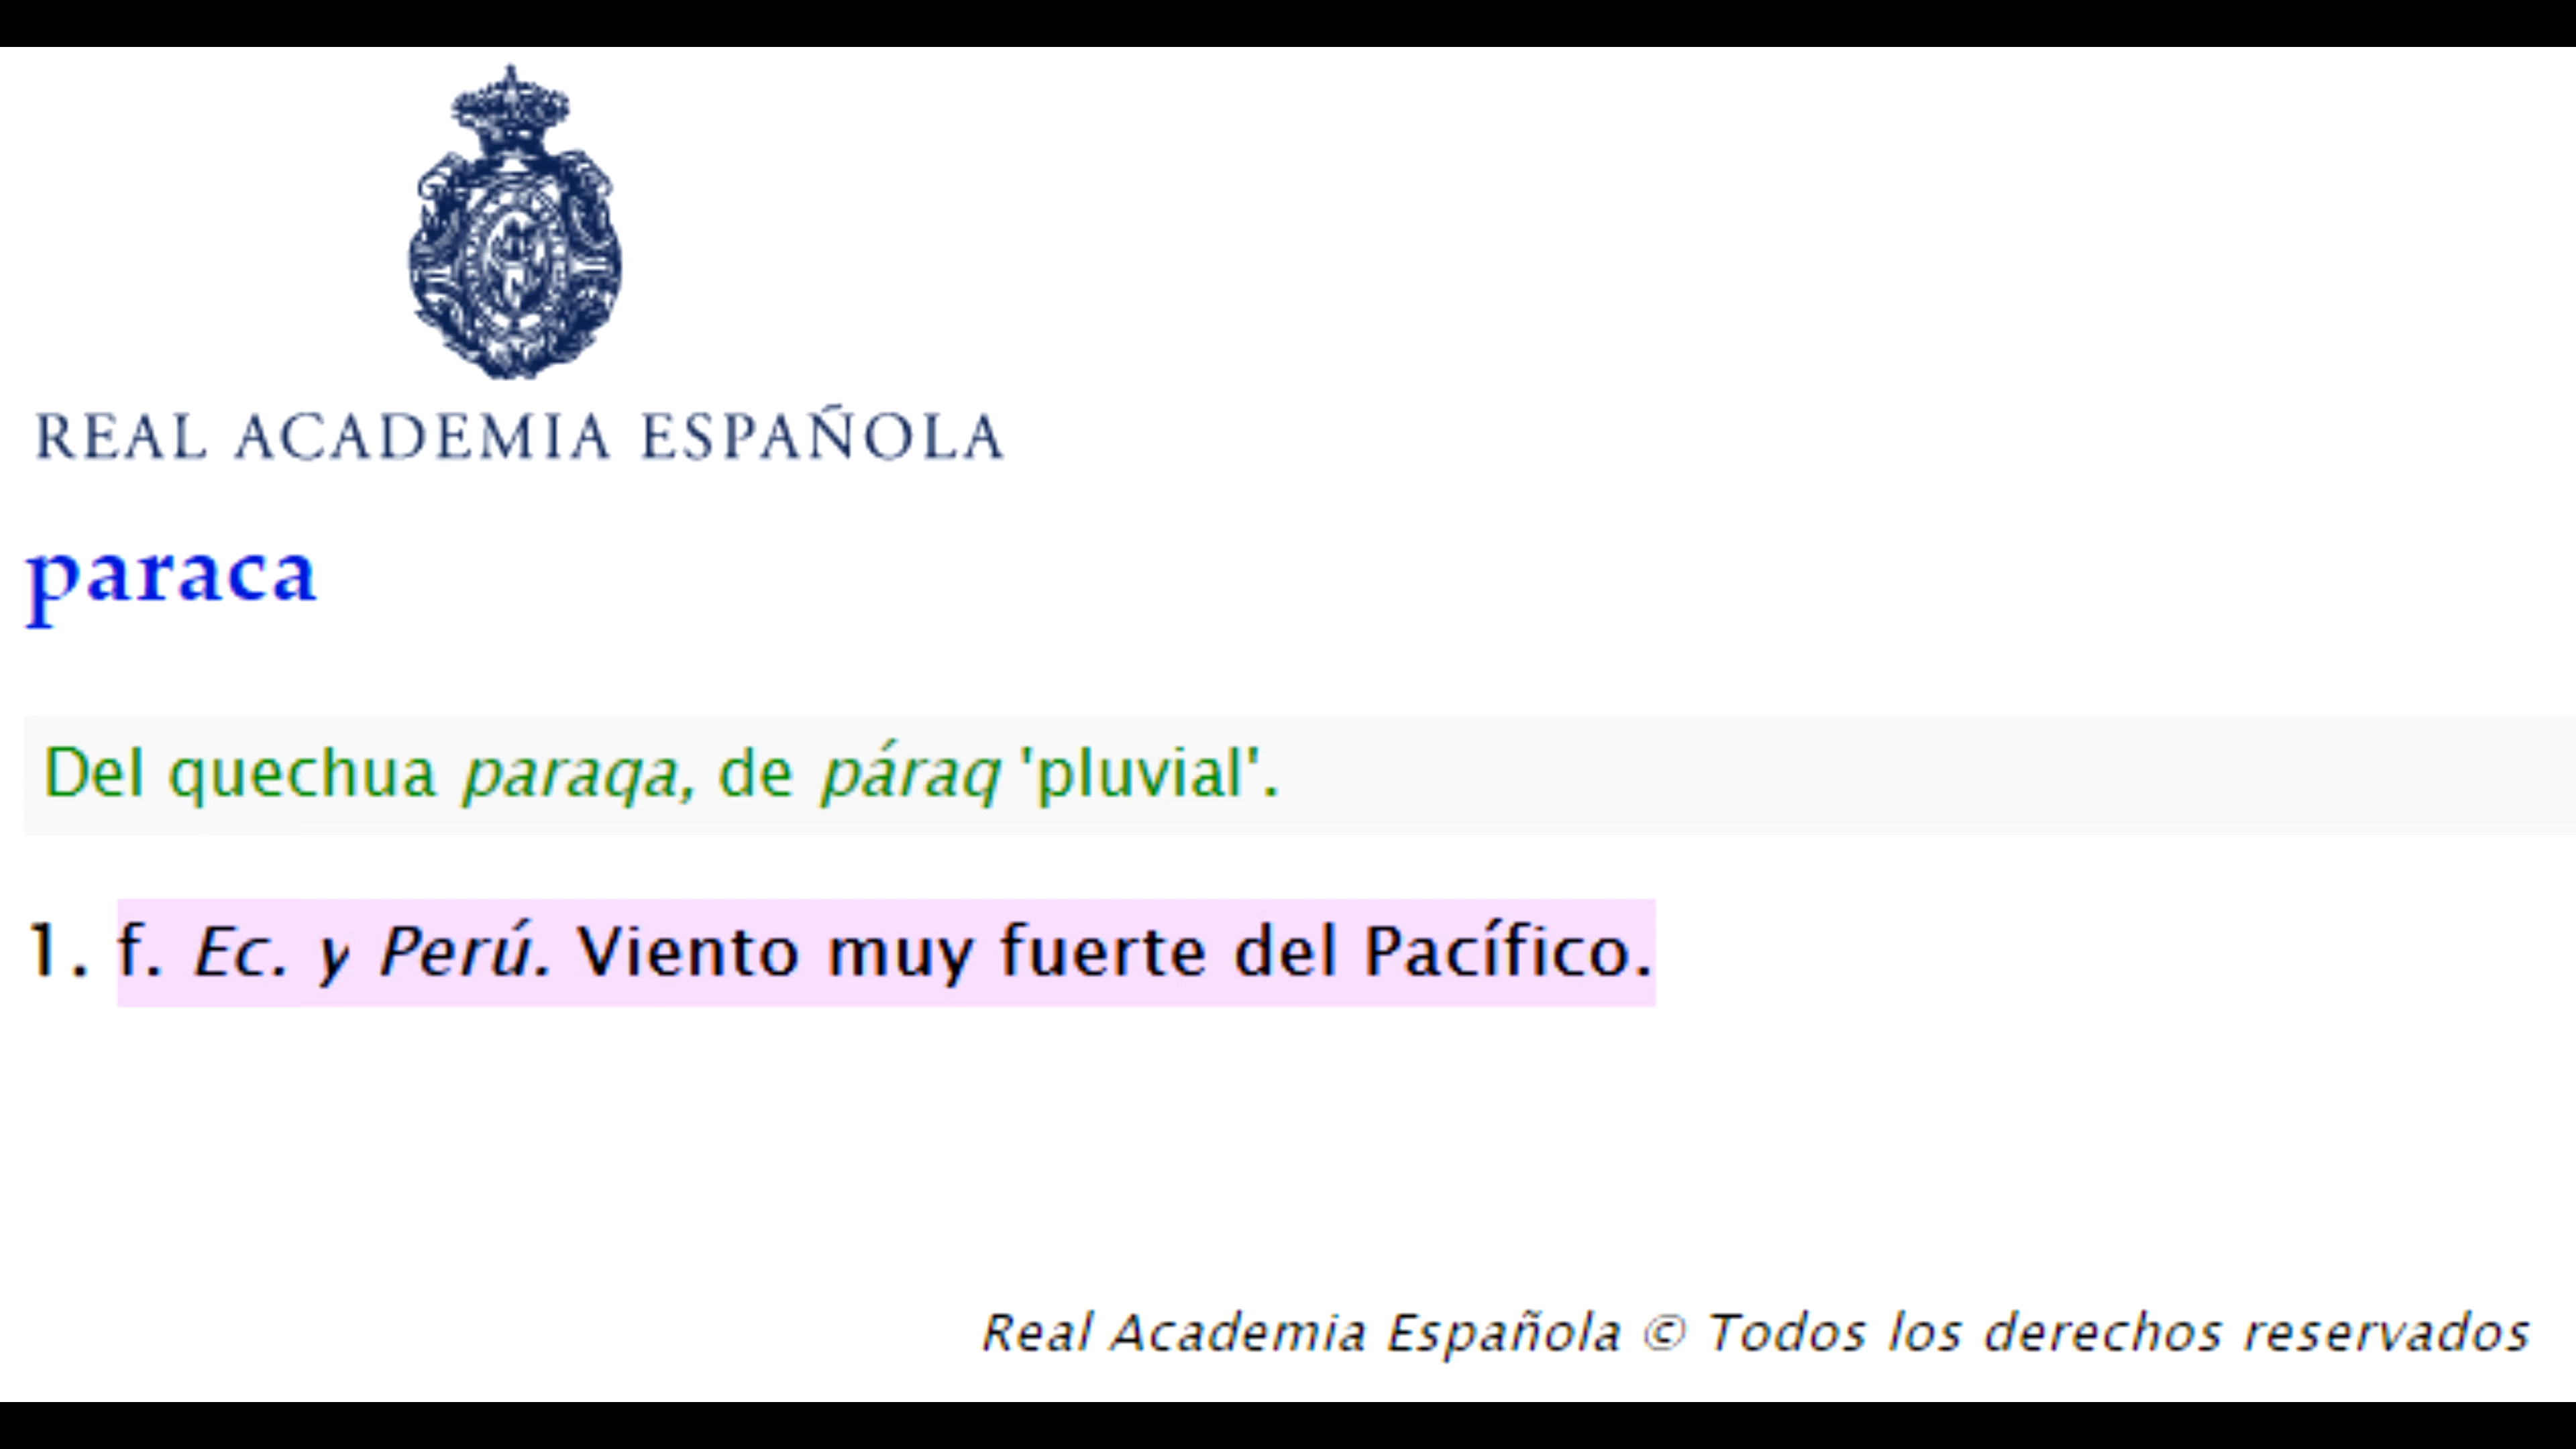 REAL ACADEMIA ESPAÑOLA
paraca
Del quechua paraqa, de páraq 'pluvial'.
1. f. Ec. y Perú. Viento muy fuerte del Pacífico.
Real Academia Española © Todos los derechos reservados